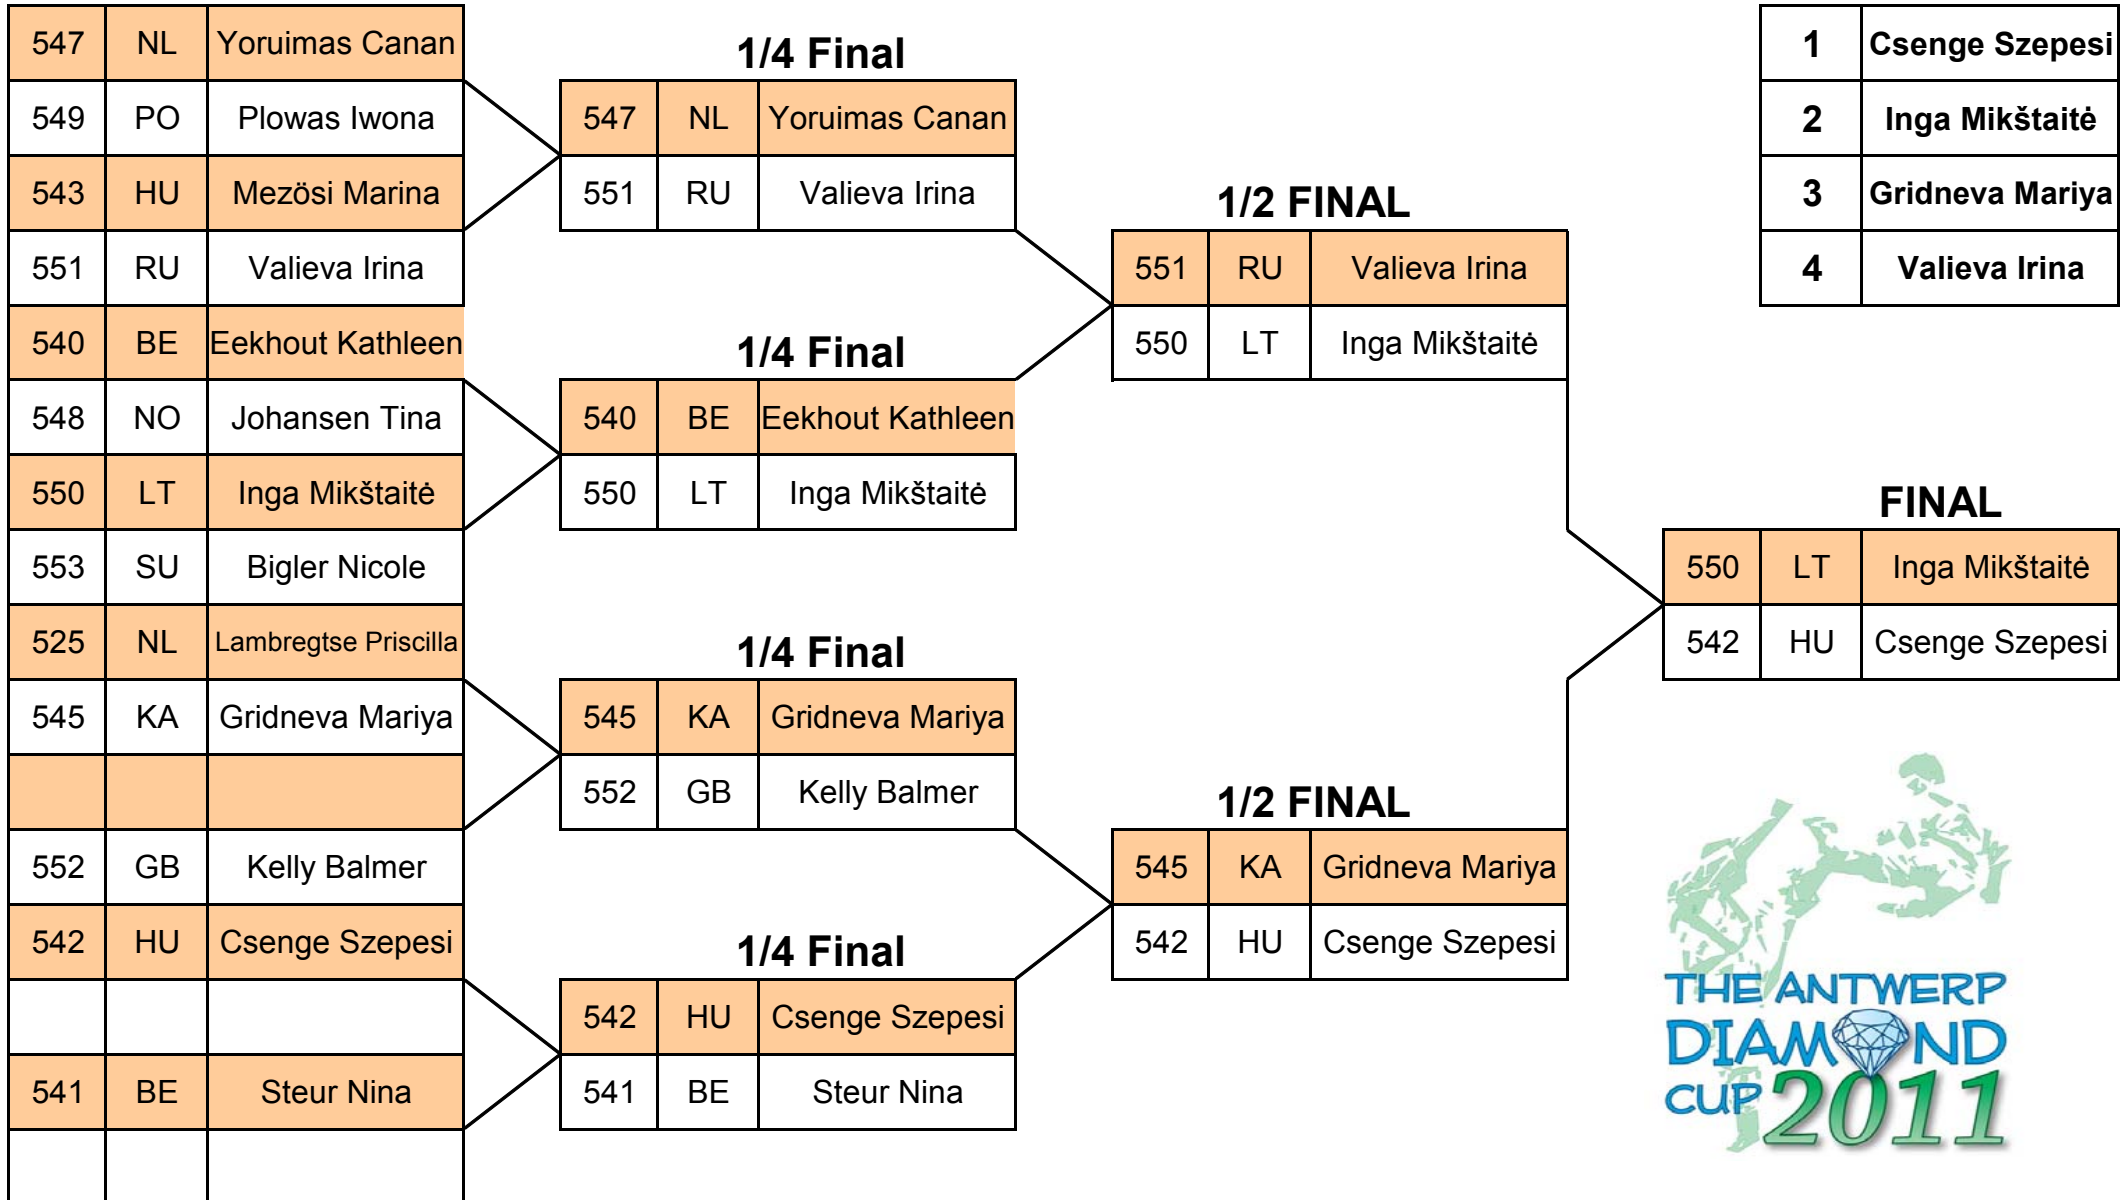 547 NL Yoruimas Canan
549 PO Plowas Iwona
543 HU Mezösi Marina
551 RU Valieva Irina
540 BE Eekhout Kathleen
548 NO Johansen Tina
550 LT Inga Mikštaitė
553 SU Bigler Nicole
525 NL Lambregtse Priscilla
545 KA Gridneva Mariya
552 GB Kelly Balmer
542 HU Csenge Szepesi
541 BE Steur Nina
1/4 Final
547 NL Yoruimas Canan
551 RU Valieva Irina
1/4 Final
540 BE Eekhout Kathleen
550 LT Inga Mikštaitė
1/4 Final
545 KA Gridneva Mariya
552 GB Kelly Balmer
1/4 Final
542 HU Csenge Szepesi
541 BE Steur Nina
1/2 FINAL
551 RU Valieva Irina
550 LT Inga Mikštaitė
1/2 FINAL
545 KA Gridneva Mariya
542 HU Csenge Szepesi
FINAL
550 LT Inga Mikštaitė
542 HU Csenge Szepesi
1 Csenge Szepesi
2 Inga Mikštaitė
3 Gridneva Mariya
4 Valieva Irina
THE ANTWERP
DIAMOND
CUP 2011